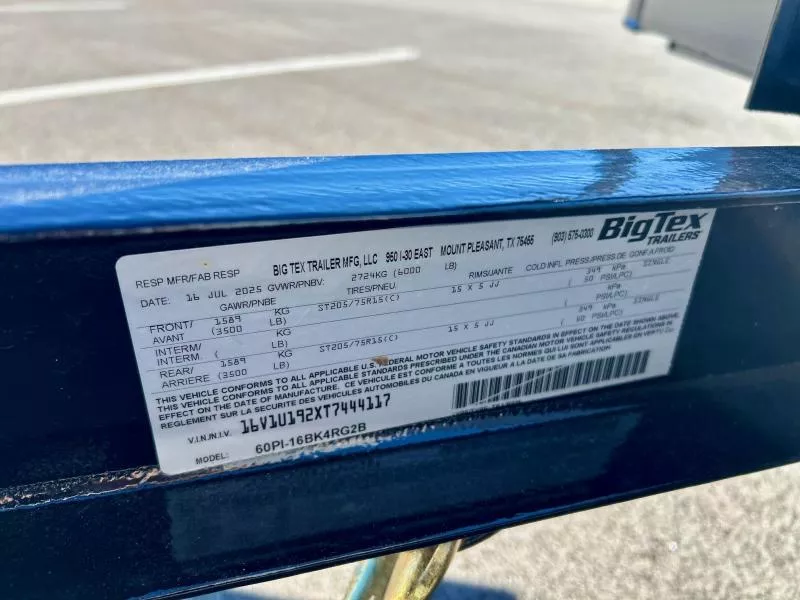 RESP MFR/FAB RESP BIG TEX TRAILER MFG, LLC 950 I-30 EAST MOUNT PLEASANT, TX 75455 (903) 575-0300 BigTex TRAILERS
DATE: 16 JUL 2025 GVWR/PNBV: 2724KG (6000 LB)
GAWR/PNBE TIRES/PNEU RIMSUANTE COLD INFL PRESS/PRESS DE GONF.A FROID
FRONT/ 1589 KG ST205/75R15(C) 15 X 5 JJ 349 kPa SINGLE
AVANT (3500 LB) ( 50 PSI/LPC)
INTERM/ KG kPa
INTERM. ( LB) ( PSI/LPC)
REAR/ 1589 KG ST205/75R15(C) 15 X 5 JJ 349 kPa SINGLE
ARRIERE (3500 LB) ( 50 PSI/LPC)
THIS VEHICLE CONFORMS TO ALL APPLICABLE U.S. FEDERAL MOTOR VEHICLE SAFETY STANDARDS IN EFFECT ON THE DATE OF MANUFACTURE ABOVE.
THIS VEHICLE CONFORMS TO ALL APPLICABLE STANDARDS PRESCRIBED UNDER THE CANADIAN MOTOR VEHICLE SAFETY REGULATIONS IN
EFFECT ON THE DATE OF MANUFACTURE. CE VEHICULE EST CONFORME A TOUTES LES NORMES QUI LUI SONT APPLICABLES EN VERTU DU
REGLEMENT SUR LA SECURITE DES VEHICULES AUTOMOBILES DU CANADA EN VIGUEUR A LA DATE DE SA FABRICATION.
V.I.N./N.I.V. 16V1U192XT7444117
MODEL: 60PI-16BK4RG2B